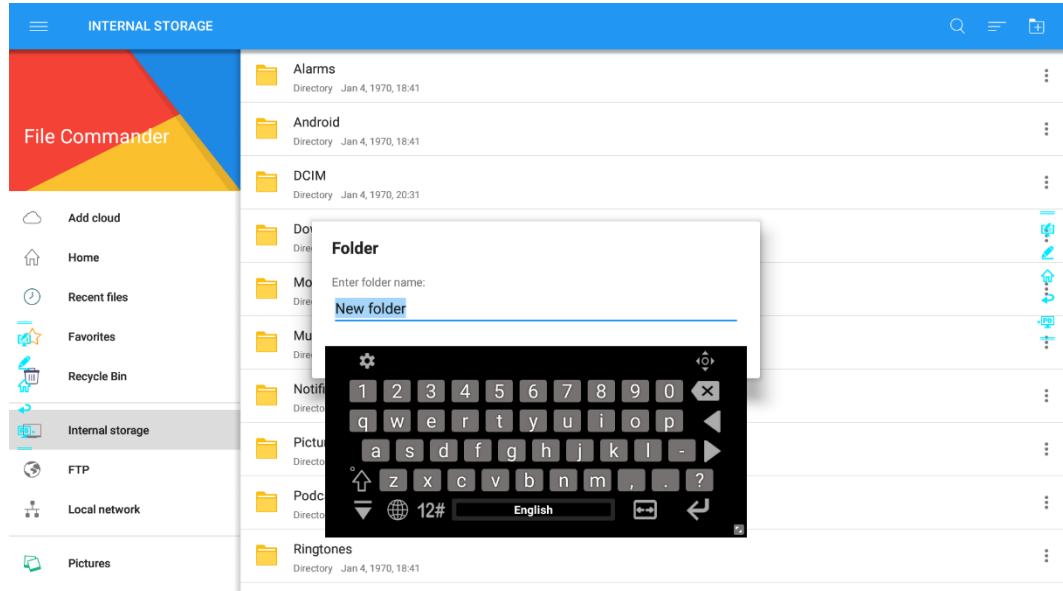 INTERNAL STORAGE
File Commander
Add cloud
Home
Recent files
Favorites
Recycle Bin
Internal storage
FTP
Local network
Pictures
Alarms
Directory Jan 4, 1970, 18:41
Android
Directory Jan 4, 1970, 18:41
DCIM
Directory Jan 4, 1970, 20:31
Ringtones
Directory Jan 4, 1970, 18:41
Folder
Enter folder name:
New folder
1 2 3 4 5 6 7 8 9 0
q w e r t y u i o p
a s d f g h j k l -
z x c v b n m , . ?
12# English